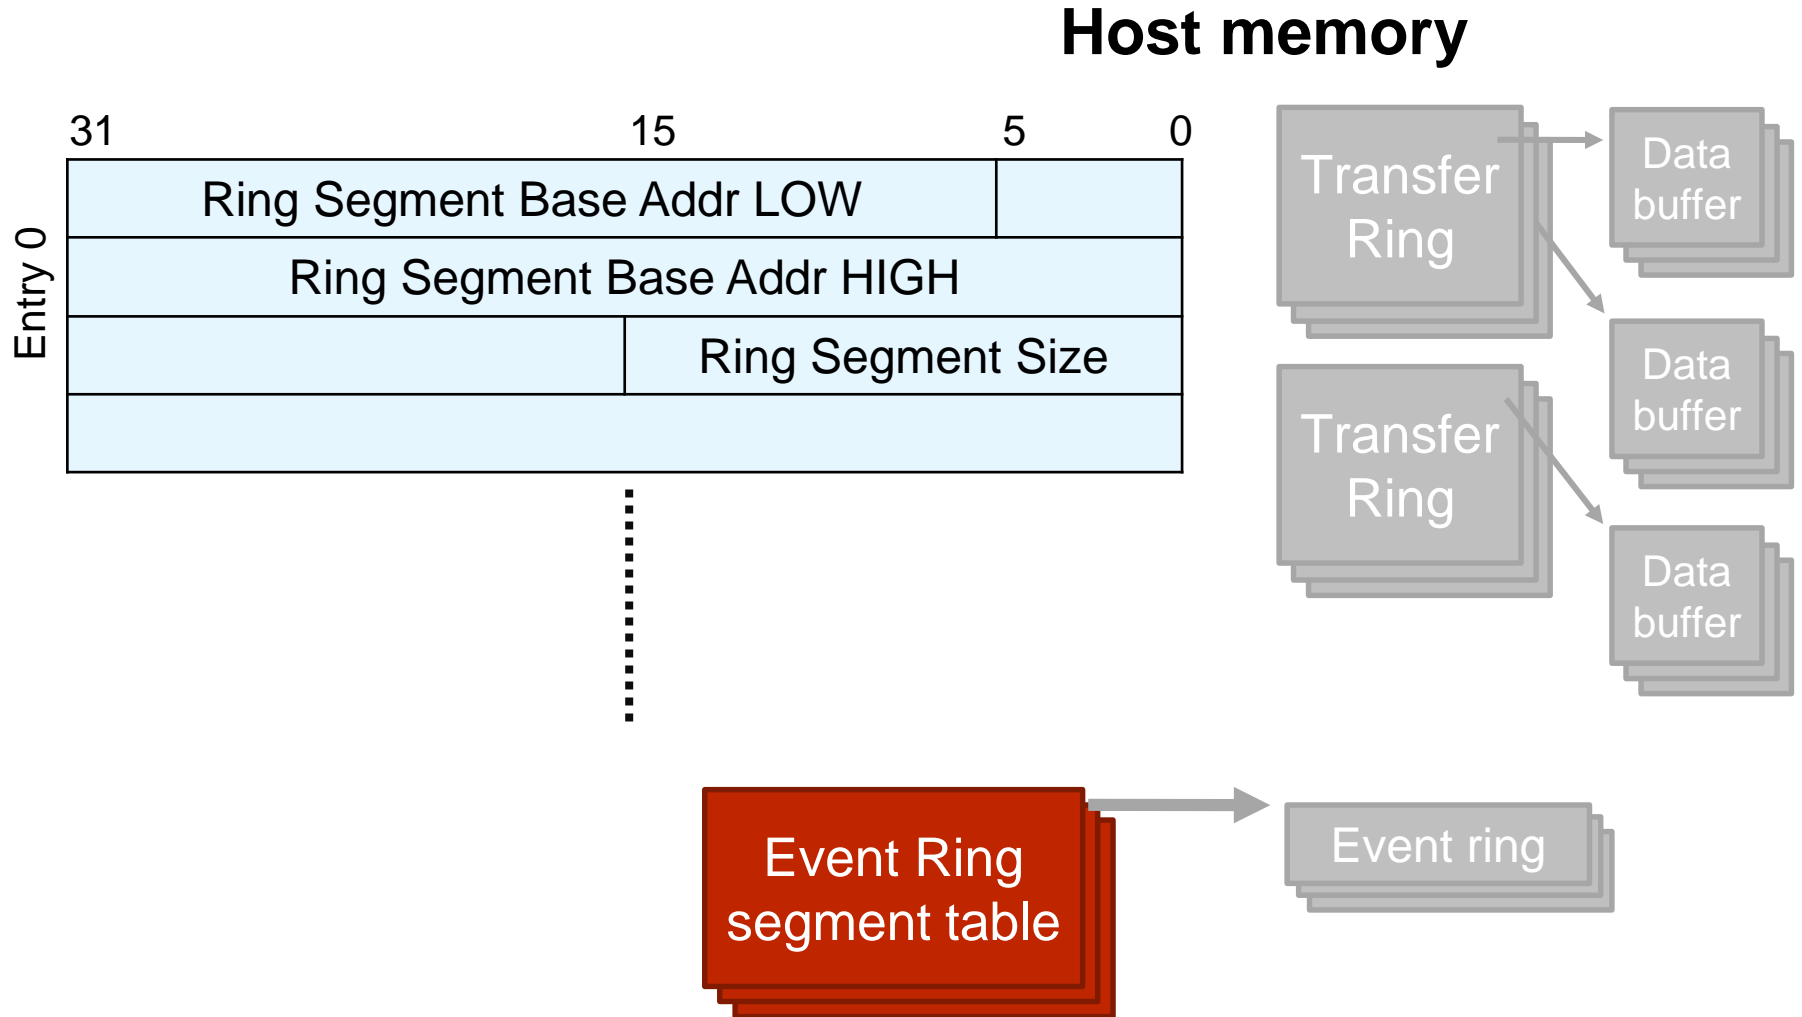 Host memory
31 15 5 0
Entry 0
Ring Segment Base Addr LOW
Ring Segment Base Addr HIGH
Ring Segment Size
Transfer
Ring
Data
buffer
Data
buffer
Transfer
Ring
Data
buffer
Event Ring
segment table
Event ring